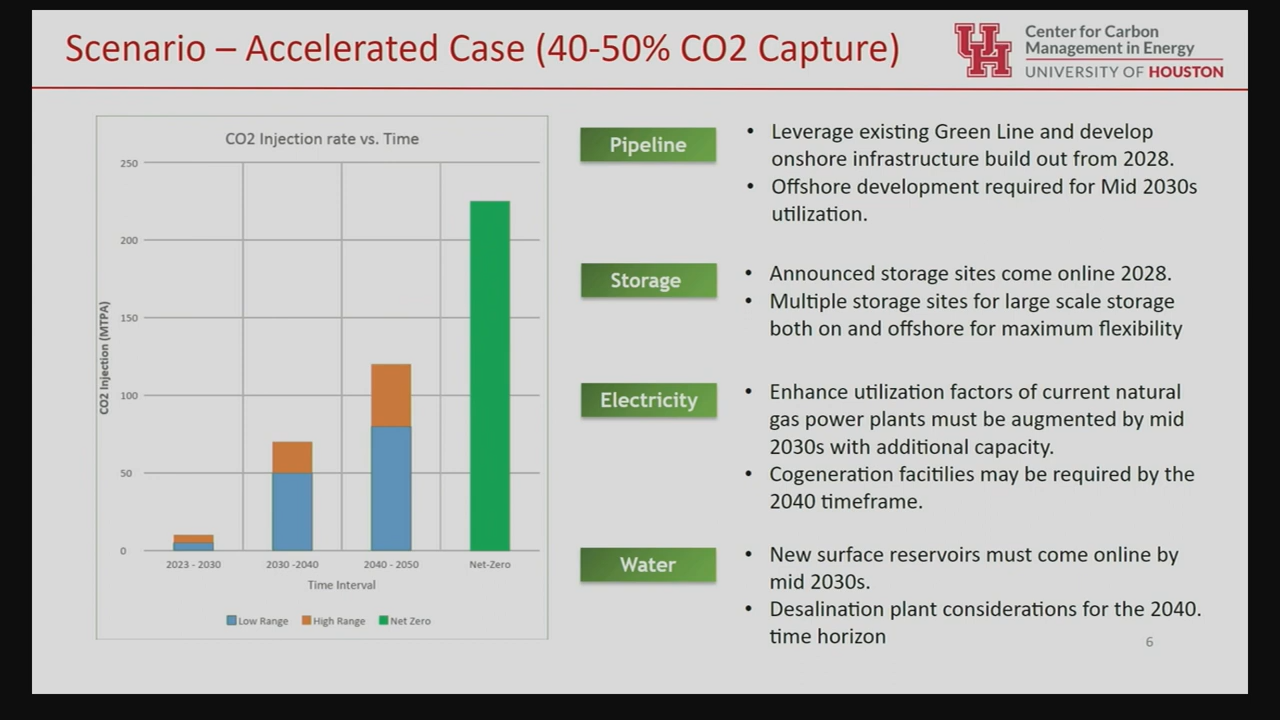 Scenario – Accelerated Case (40-50% CO2 Capture)
Center for Carbon
Management in Energy
UNIVERSITY OF HOUSTON
CO2 Injection rate vs. Time
250
200
150
100
50
0
CO2 Injection (MTPA)
2023 - 2030
2030 -2040
2040 - 2050
Net-Zero
Time Interval
Low Range
High Range
Net Zero
Pipeline
• Leverage existing Green Line and develop
onshore infrastructure build out from 2028.
• Offshore development required for Mid 2030s
utilization.
Storage
• Announced storage sites come online 2028.
• Multiple storage sites for large scale storage
both on and offshore for maximum flexibility
Electricity
• Enhance utilization factors of current natural
gas power plants must be augmented by mid
2030s with additional capacity.
• Cogeneration facitilies may be required by the
2040 timeframe.
Water
• New surface reservoirs must come online by
mid 2030s.
• Desalination plant considerations for the 2040.
time horizon
6